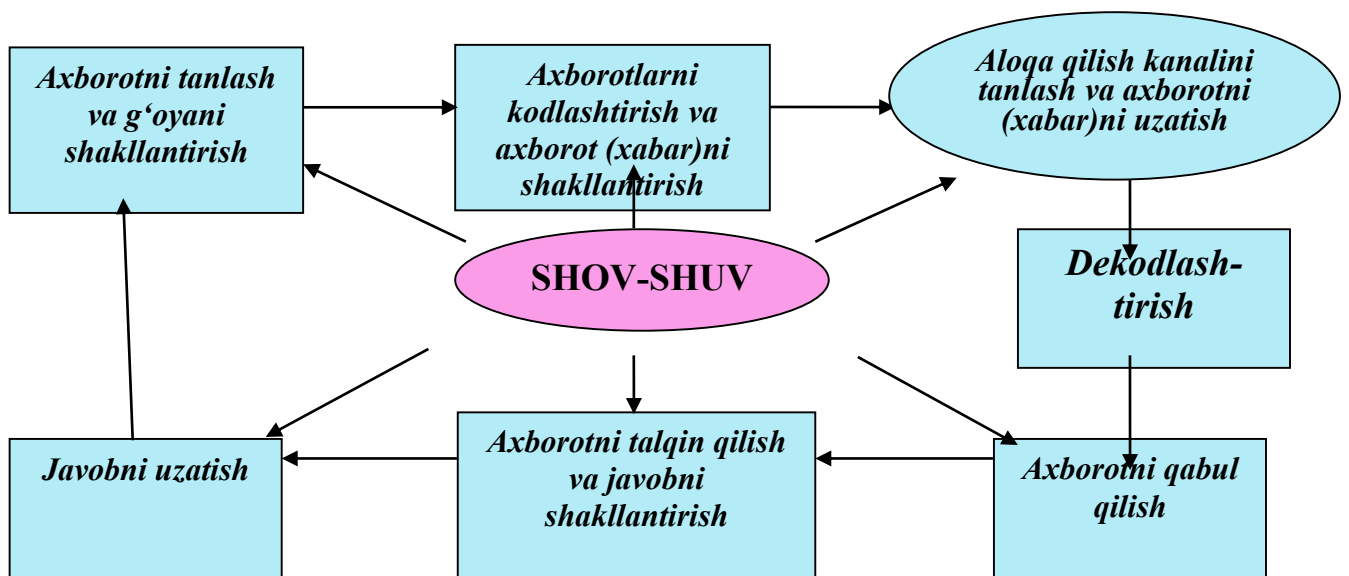 Axborotni tanlash
va g‘oyani
shakllantirish
Axborotlarni
kodlashtirish va
axborot (xabar)ni
shakllantirish
Aloqa qilish kanalini
tanlash va axborotni
(xabar)ni uzatish
SHOV-SHUV
Dekodlash-
tirish
Javobni uzatish
Axborotni talqin qilish
va javobni
shakllantirish
Axborotni qabul
qilish